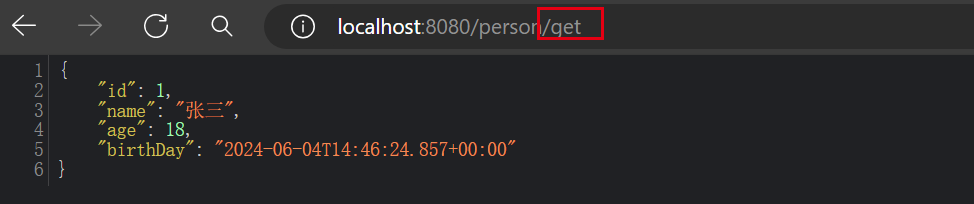 localhost:8080/person/get
1 {
2 "id": 1,
3 "name": "张三",
4 "age": 18,
5 "birthDay": "2024-06-04T14:46:24.857+00:00"
6 }